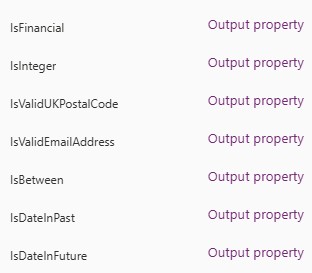 IsFinancial Output property
IsInteger Output property
IsValidUKPostalCode Output property
IsValidEmailAddress Output property
IsBetween Output property
IsDateInPast Output property
IsDateInFuture Output property